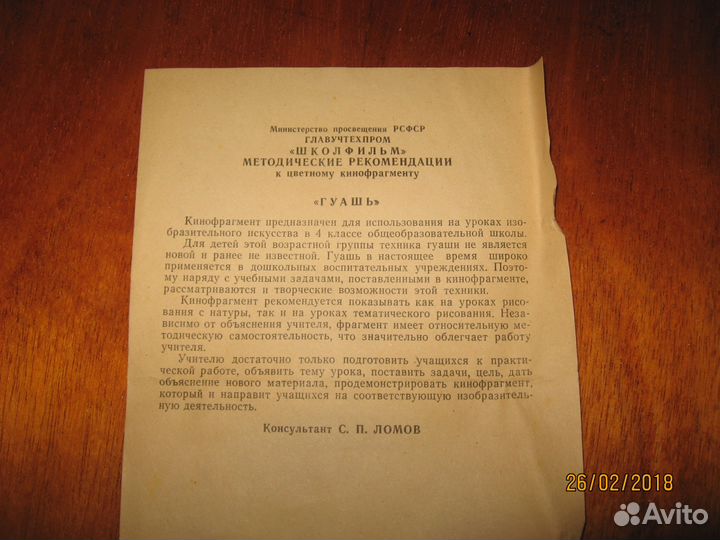 Министерство просвещения РСФСР
ГЛАВУЧТЕХПРОМ
«ШКОЛФИЛЬМ»
МЕТОДИЧЕСКИЕ РЕКОМЕНДАЦИИ
к цветному кинофрагменту
«ГУАШЬ»
Кинофрагмент предназначен для использования на уроках изо-
бразительного искусства в 4 классе общеобразовательной школы.
Для детей этой возрастной группы техника гуаши не является
новой и ранее не известной. Гуашь в настоящее время широко
применяется в дошкольных воспитательных учреждениях. Поэто-
му наряду с учебными задачами, поставленными в кинофрагменте,
рассматриваются и творческие возможности этой техники.
Кинофрагмент рекомендуется показывать как на уроках рисо-
вания с натуры, так и на уроках тематического рисования. Неза-
висимо от объяснения учителя, фрагмент имеет относительную ме-
тодическую самостоятельность, что значительно облегчает работу
учителя.
Учителю достаточно только подготовить учащихся к практи-
ческой работе, объявить тему урока, поставить задачи, цель, дать
объяснение нового материала, продемонстрировать кинофрагмент,
который и направит учащихся на соответствующую изобразитель-
ную деятельность.
Консультант С. П. ЛОМОВ
26/02/2018
Avito